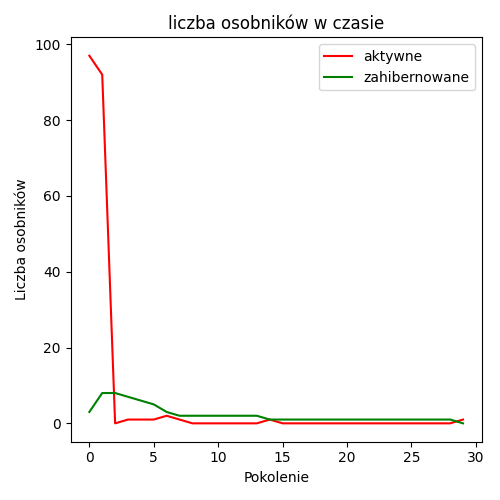 liczba osobników w czasie
aktywne
zahibernowane
Liczba osobników
100
80
60
40
20
0
0 5 10 15 20 25 30
Pokolenie